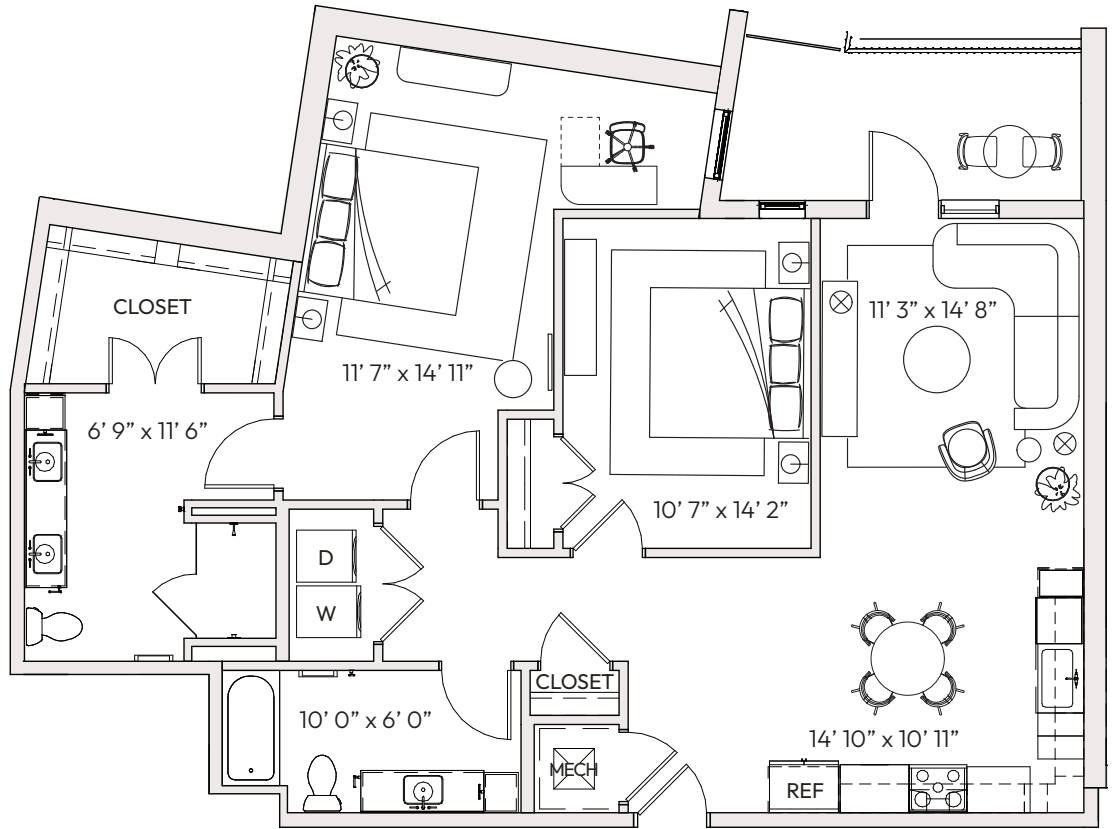 CLOSET
11’ 3” x 14’ 8”
11’ 7” x 14’ 11”
6’ 9” x 11’ 6”
10’ 7” x 14’ 2”
D
W
CLOSET
10’ 0” x 6’ 0”
14’ 10” x 10’ 11”
MECH
REF